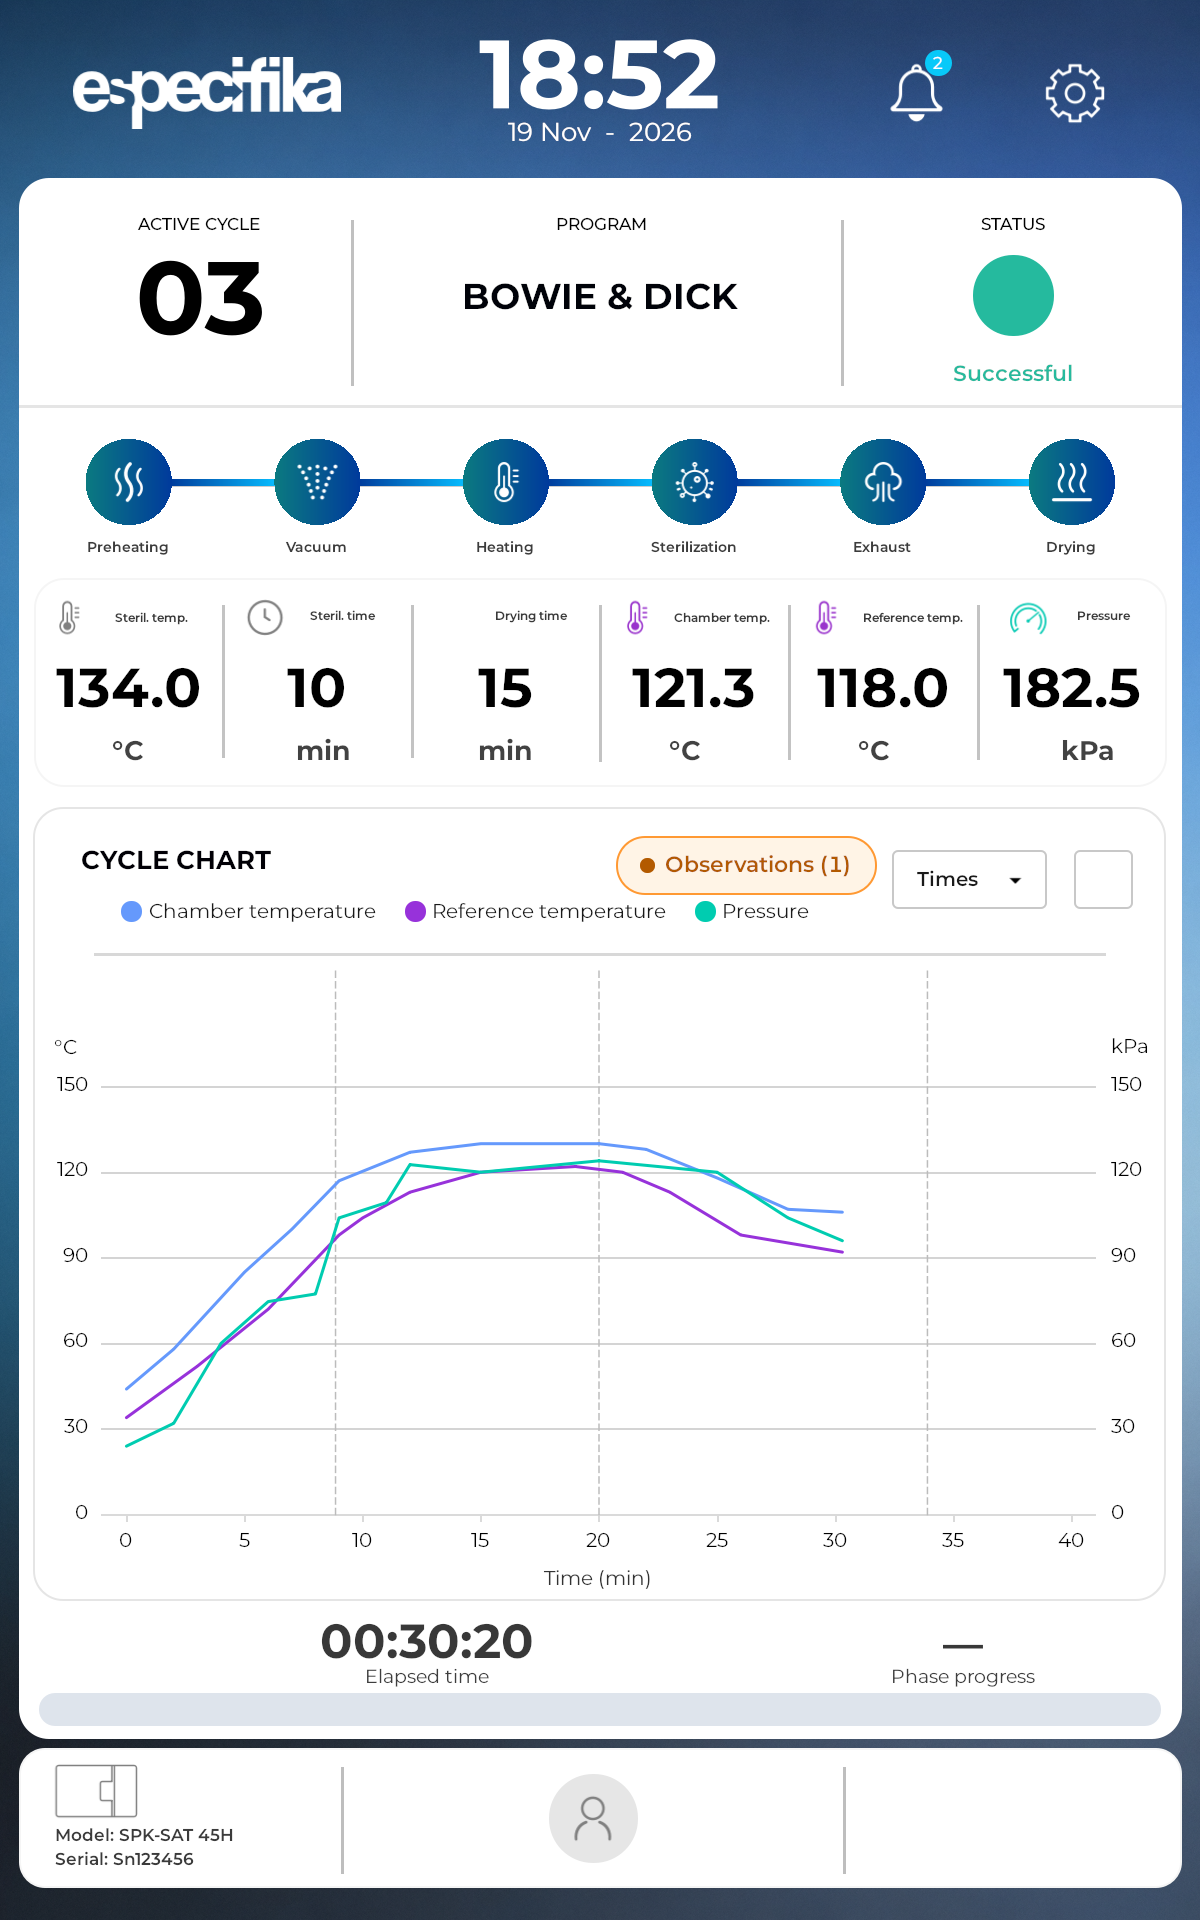 especifika
18:52
2
19 Nov - 2026
ACTIVE CYCLE
03
PROGRAM
BOWIE & DICK
STATUS
Successful
Preheating
Vacuum
Heating
Sterilization
Exhaust
Drying
Steril. temp.
134.0
°C
Steril. time
10
min
Drying time
15
min
Chamber temp.
121.3
°C
Reference temp.
118.0
°C
Pressure
182.5
kPa
CYCLE CHART
Observations (1)
Times
Chamber temperature
Reference temperature
Pressure
°C
kPa
150
150
120
120
90
90
60
60
30
30
0
0
0 5 10 15 20 25 30 35 40
Time (min)
00:30:20
Elapsed time
—
Phase progress
Model: SPK-SAT 45H
Serial: Sn123456